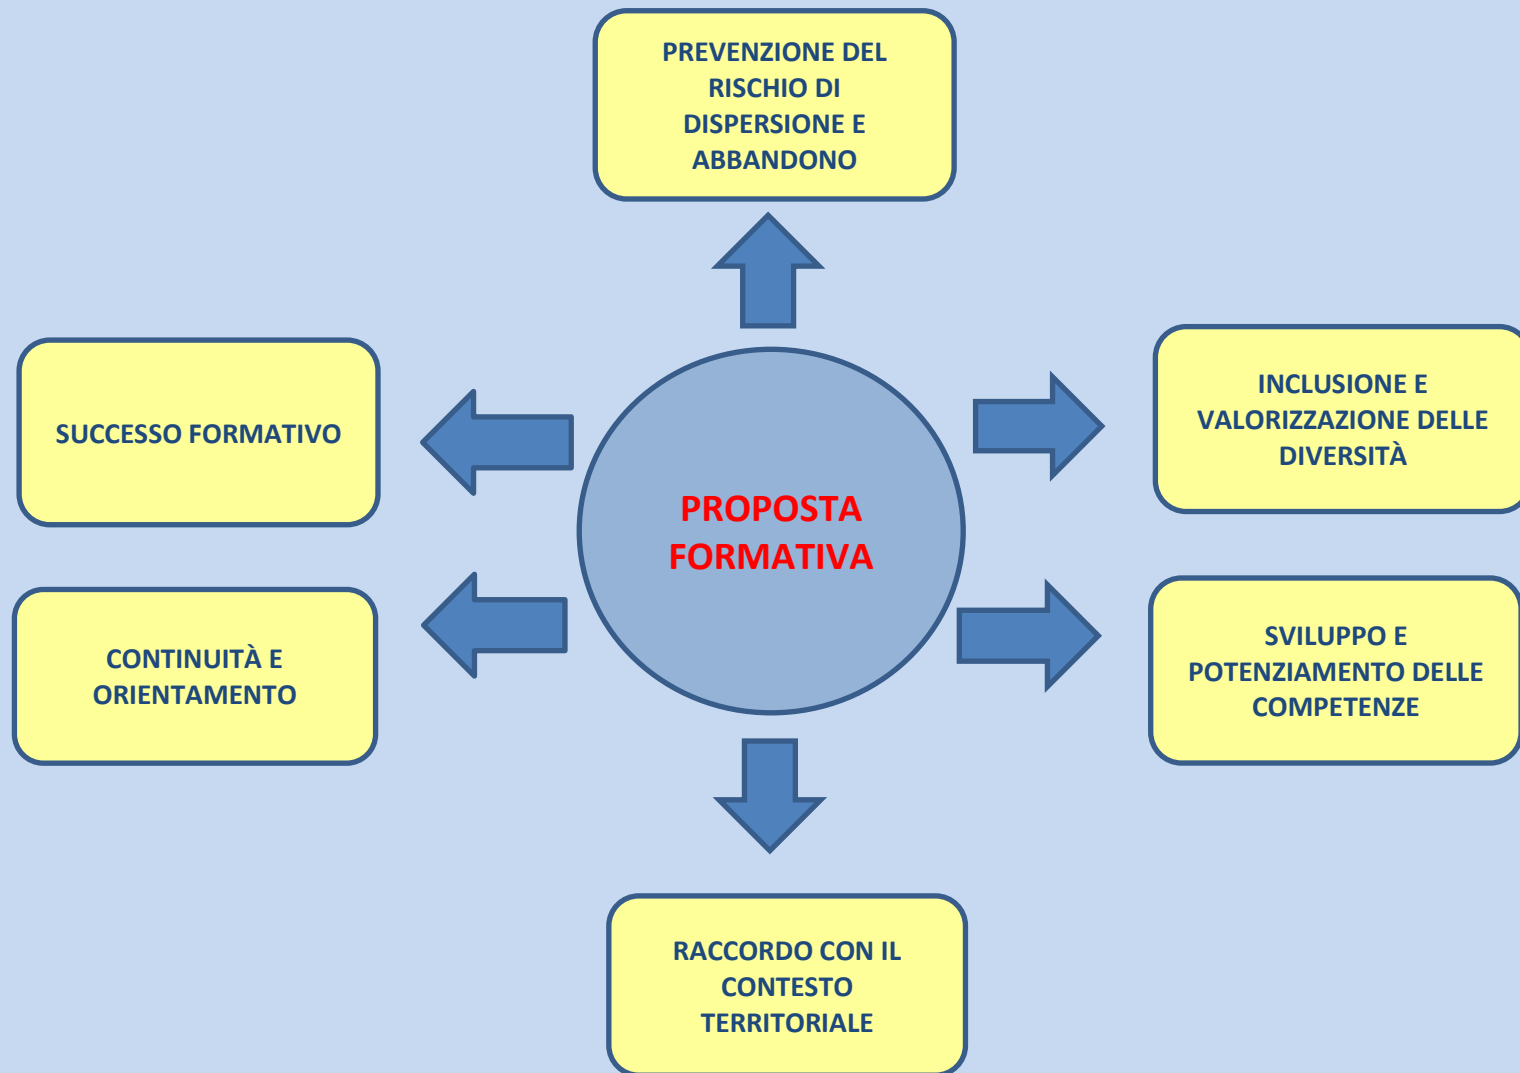 PREVENZIONE DEL
RISCHIO DI
DISPERSIONE E
ABBANDONO
SUCCESSO FORMATIVO
INCLUSIONE E
VALORIZZAZIONE DELLE
DIVERSITÀ
PROPOSTA
FORMATIVA
CONTINUITÀ E
ORIENTAMENTO
SVILUPPO E
POTENZIAMENTO DELLE
COMPETENZE
RACCORDO CON IL
CONTESTO
TERRITORIALE